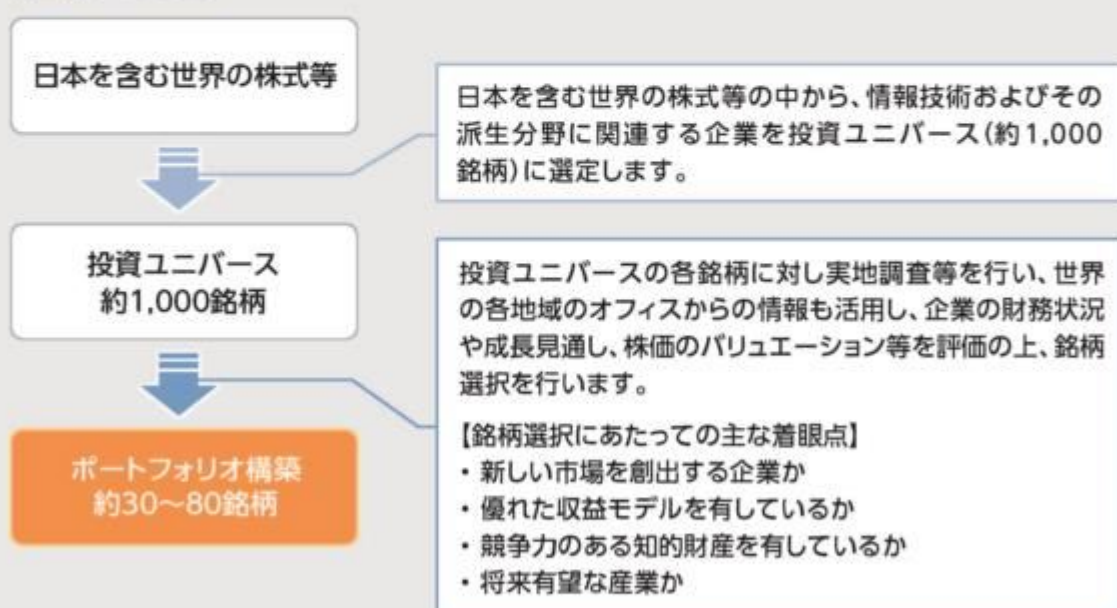 日本を含む世界の株式等
日本を含む世界の株式等の中から、情報技術およびその
派生分野に関連する企業を投資ユニバース(約1,000
銘柄)に選定します。
投資ユニバース
約1,000銘柄
投資ユニバースの各銘柄に対し実地調査等を行い、世界
の各地域のオフィスからの情報も活用し、企業の財務状況
や成長見通し、株価のバリュエーション等を評価の上、銘柄
選択を行います。
【銘柄選択にあたっての主な着眼点】
・新しい市場を創出する企業か
・優れた収益モデルを有しているか
・競争力のある知的財産を有しているか
・将来有望な産業か
ポートフォリオ構築
約30～80銘柄